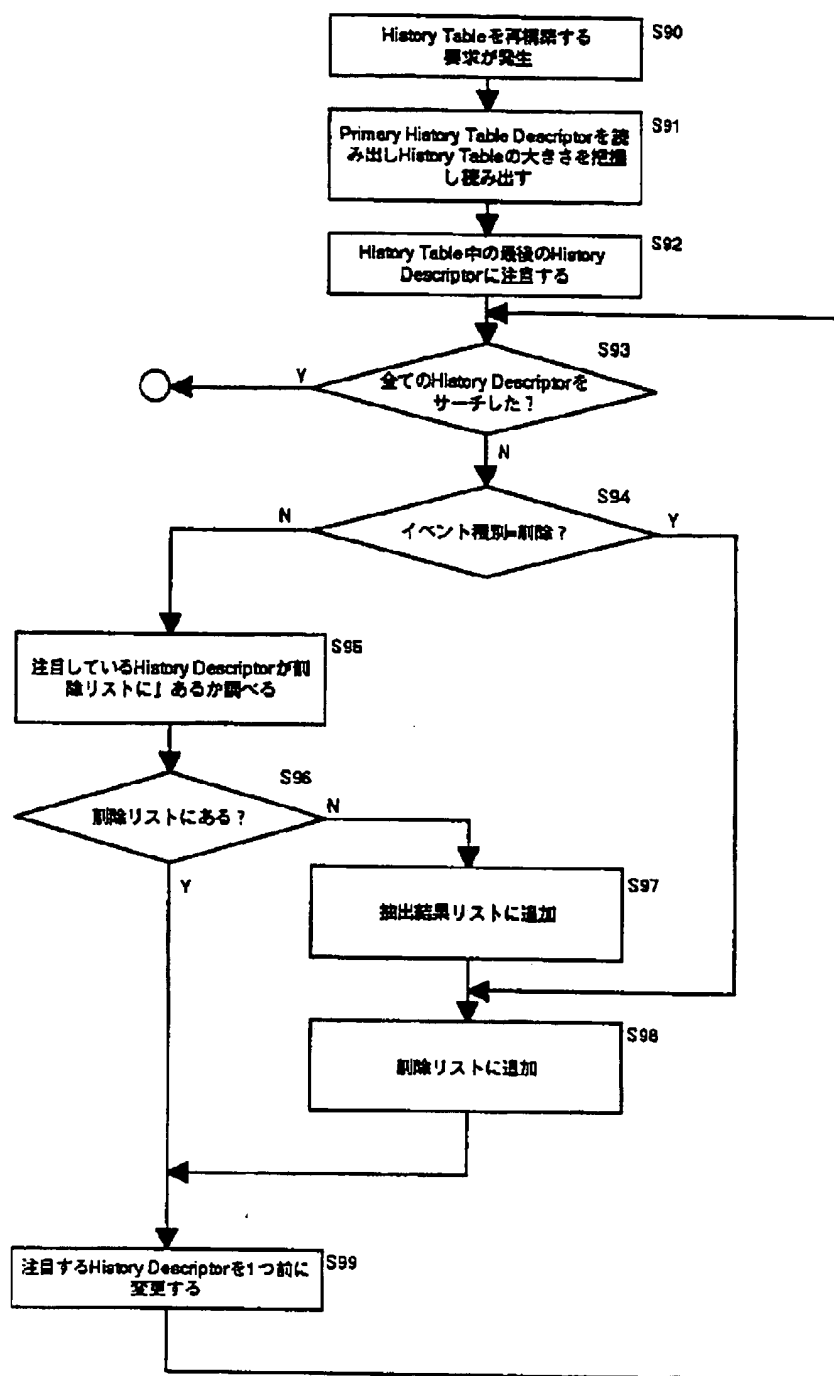 History Tableを再構築する
要求が発生
S90
Primary History Table Descriptorを読
み出しHistory Tableの大きさを把握
し読み出す
S91
History Table中の最後のHistory
Descriptorに注目する
S92
S93
全てのHistory Descriptorを
サーチした？
Y
N
S94
イベント種別=削除？
N
Y
S95
注目しているHistory Descriptorが削
除リストに」あるか調べる
S96
削除リストにある？
N
Y
S97
抽出結果リストに追加
S98
削除リストに追加
注目するHistory Descriptorを1つ前に
変更する
S99